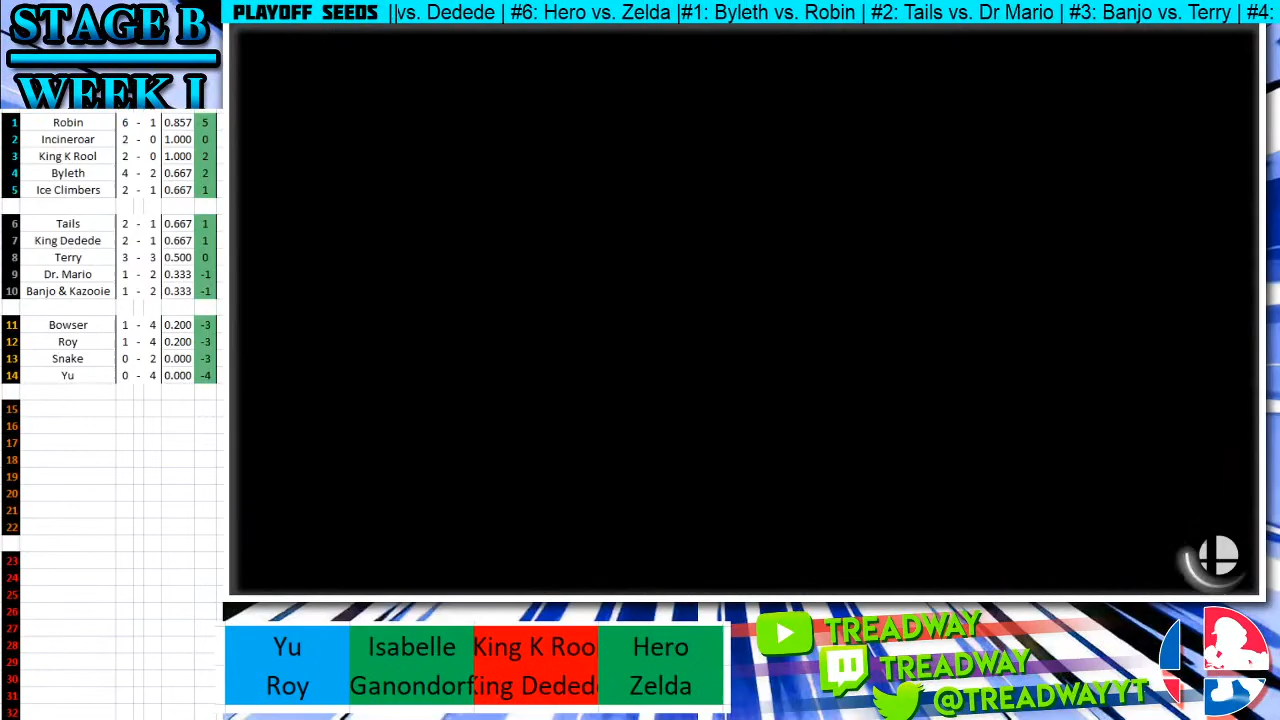 PLAYOFF SEEDS ||vs. Dedede | #6: Hero vs. Zelda |#1: Byleth vs. Robin | #2: Tails vs. Dr Mario | #3: Banjo vs. Terry | #4:
STAGE B
WEEK 1
1 Robin 6 - 1 0.857 5
2 Incineroar 2 - 0 1.000 0
3 King K Rool 2 - 0 1.000 2
4 Byleth 4 - 2 0.667 2
5 Ice Climbers 2 - 1 0.667 1
6 Tails 2 - 1 0.667 1
7 King Dedede 2 - 1 0.667 1
8 Terry 3 - 3 0.500 0
9 Dr. Mario 1 - 2 0.333 -1
10 Banjo & Kazooie 1 - 2 0.333 -1
11 Bowser 1 - 4 0.200 -3
12 Roy 1 - 4 0.200 -3
13 Snake 0 - 2 0.000 -3
14 Yu 0 - 4 0.000 -4
15
16
17
18
19
20
21
22
23
24
25
26
27
28
29
30
31
32
Yu Isabelle King K Roo Hero
Roy Ganondorf King Deded Zelda
TREADWAY
TREADWAY
@TREADWAYYT